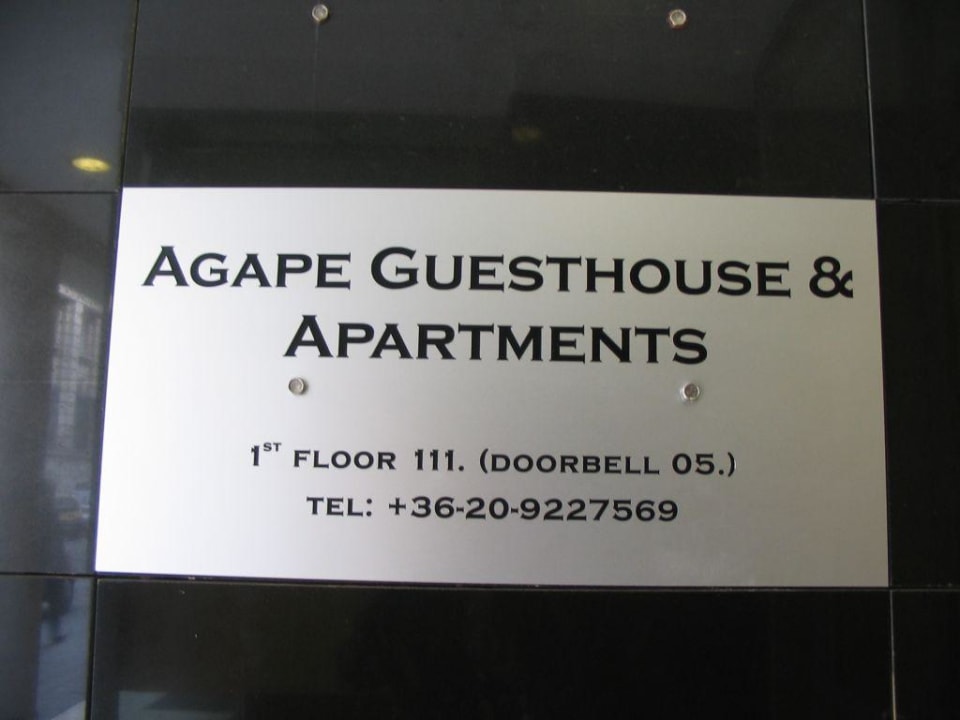 AGAPE GUESTHOUSE &
APARTMENTS
1ST FLOOR 111. (DOORBELL 05.)
TEL: +36-20-9227569